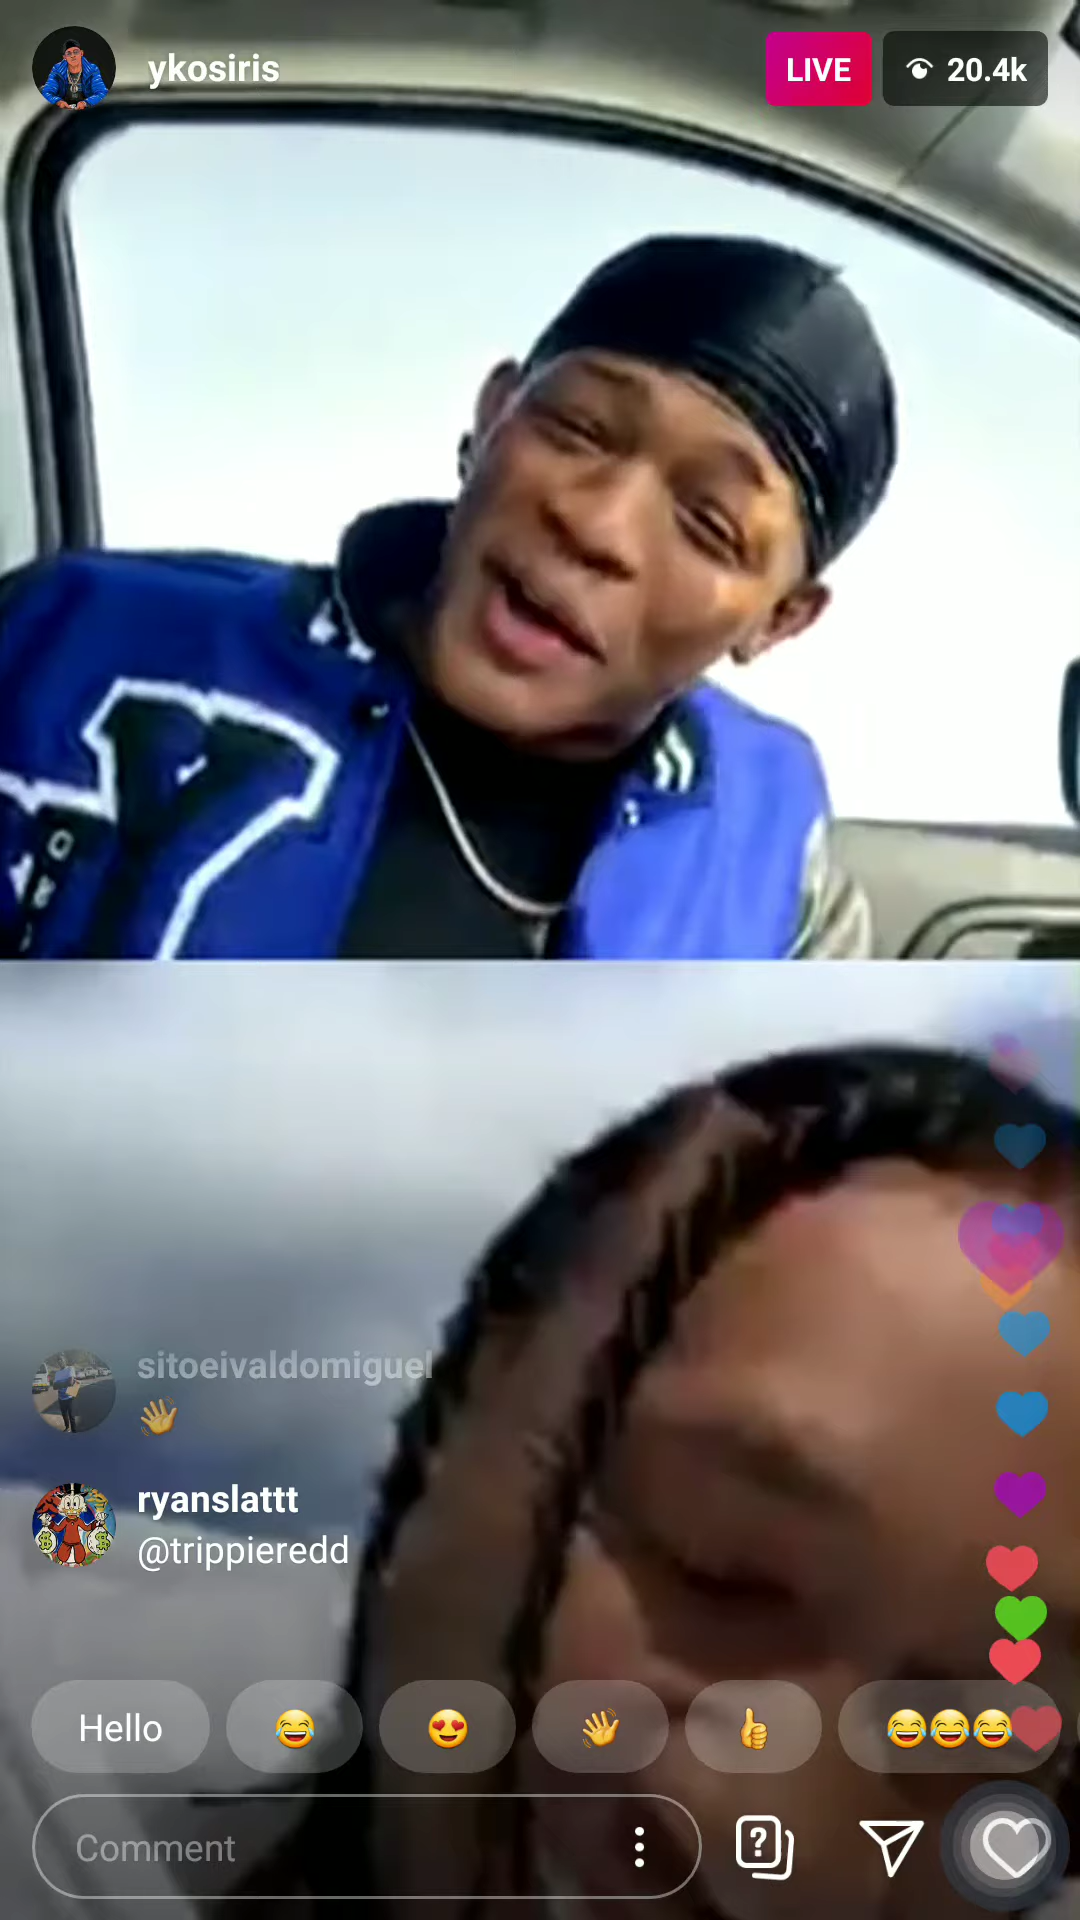 ykosiris
LIVE
20.4k
Y
sitoeivaldomiguel
👋
ryanslattt
@trippieredd
Hello
😂
😍
👋
👍
😂😂😂
Comment